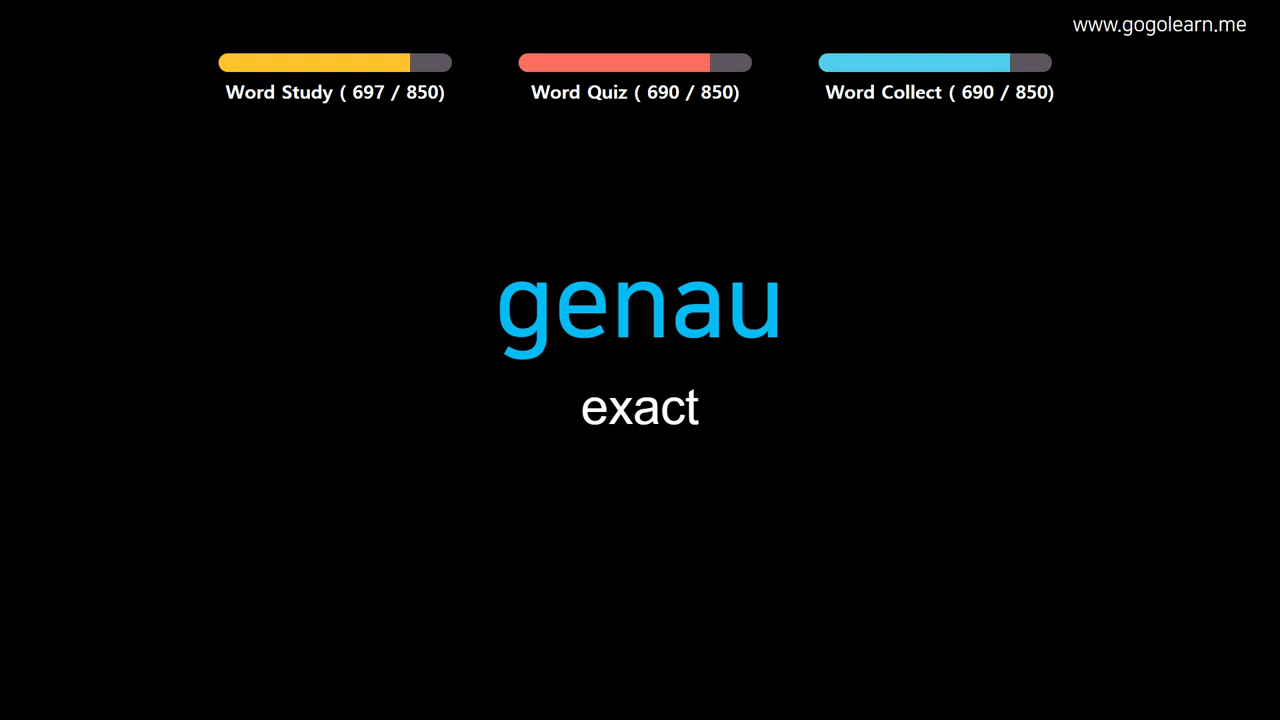 www.gogolearn.me
Word Study ( 697 / 850)
Word Quiz ( 690 / 850)
Word Collect ( 690 / 850)
genau
exact